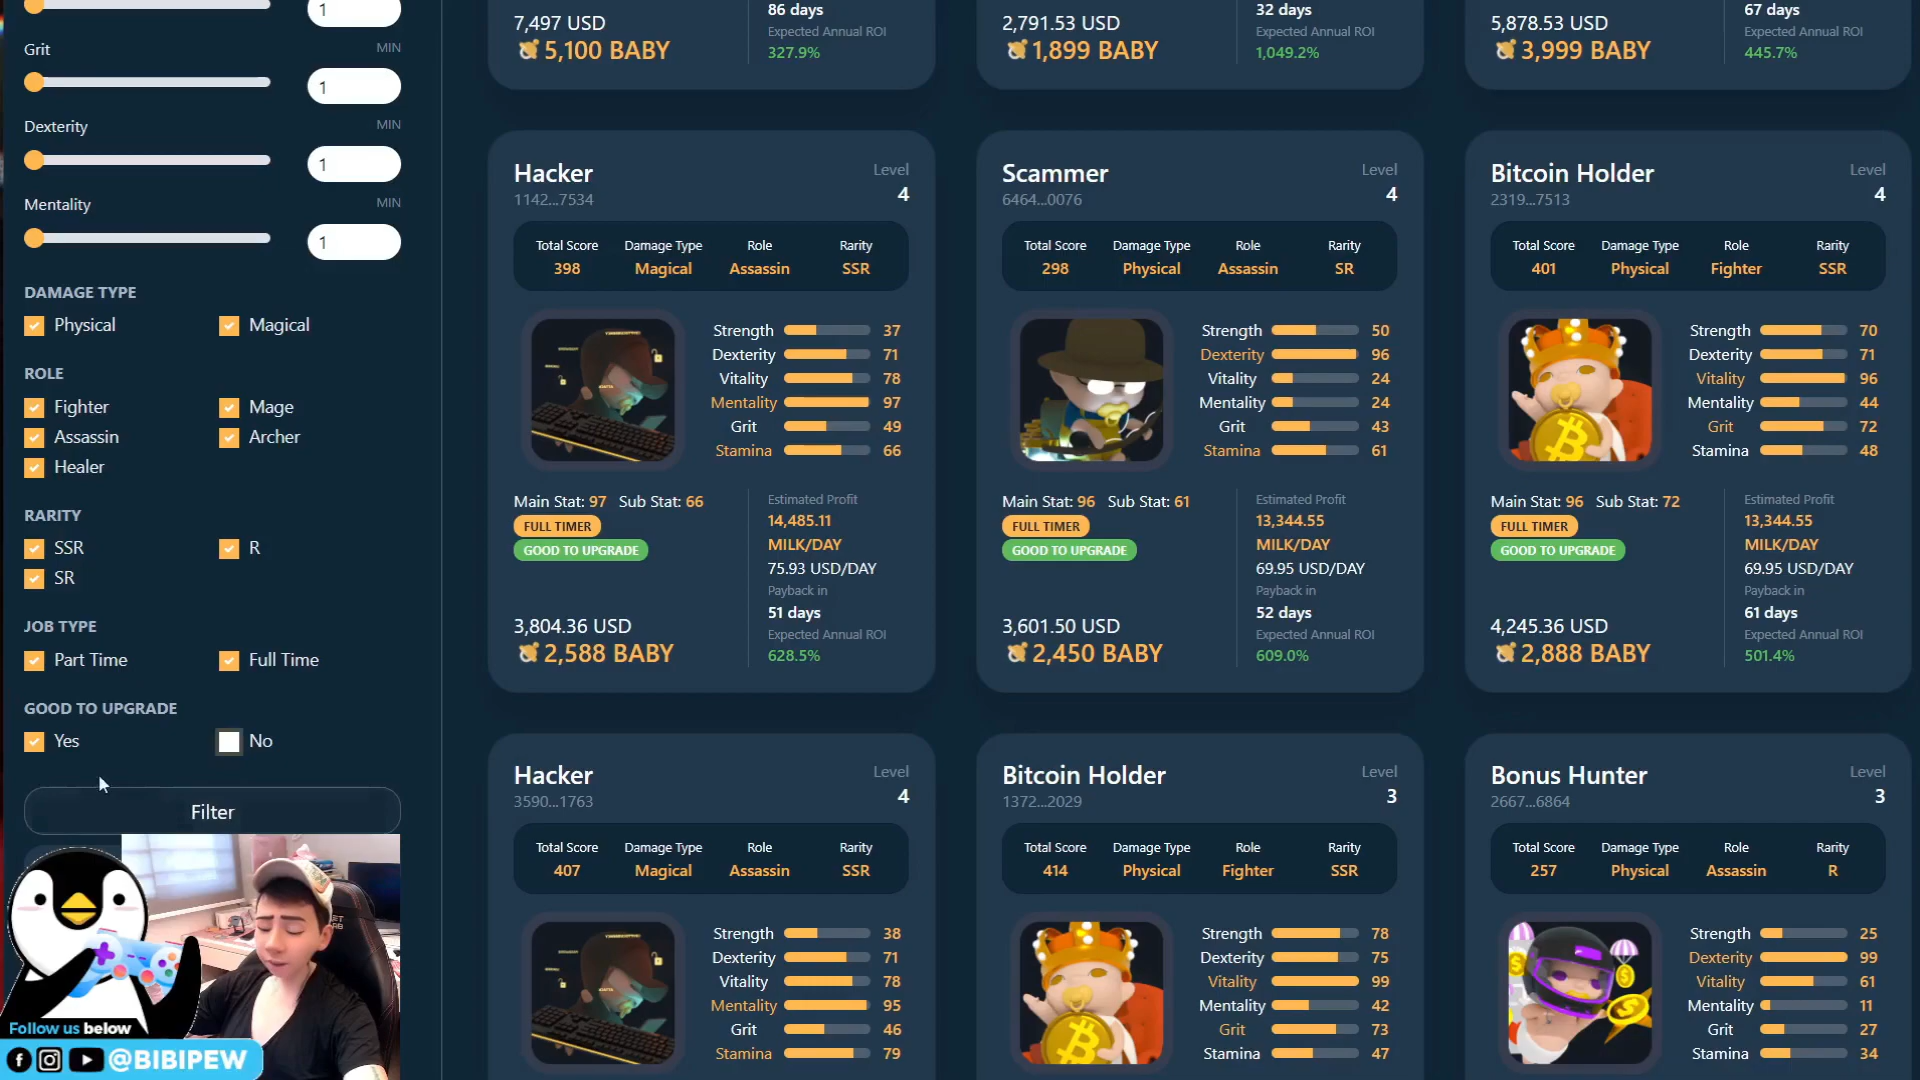 1
Grit MIN
1
Dexterity MIN
1
Mentality MIN
1
DAMAGE TYPE
Physical Magical
ROLE
Fighter Mage
Assassin Archer
Healer
RARITY
SSR R
SR
JOB TYPE
Part Time Full Time
GOOD TO UPGRADE
Yes No
Filter
Follow us below
@BIBIPEW
7,497 USD
5,100 BABY
86 days
Expected Annual ROI
327.9%
2,791.53 USD
1,899 BABY
32 days
Expected Annual ROI
1,049.2%
5,878.53 USD
3,999 BABY
67 days
Expected Annual ROI
445.7%
Hacker Level
1142...7534 4
Total Score Damage Type Role Rarity
398 Magical Assassin SSR
Strength 37
Dexterity 71
Vitality 78
Mentality 97
Grit 49
Stamina 66
Main Stat: 97 Sub Stat: 66
FULL TIMER
GOOD TO UPGRADE
3,804.36 USD
2,588 BABY
Estimated Profit
14,485.11
MILK/DAY
75.93 USD/DAY
Payback in
51 days
Expected Annual ROI
628.5%
Scammer Level
6464...0076 4
Total Score Damage Type Role Rarity
298 Physical Assassin SR
Strength 50
Dexterity 96
Vitality 24
Mentality 24
Grit 43
Stamina 61
Main Stat: 96 Sub Stat: 61
FULL TIMER
GOOD TO UPGRADE
3,601.50 USD
2,450 BABY
Estimated Profit
13,344.55
MILK/DAY
69.95 USD/DAY
Payback in
52 days
Expected Annual ROI
609.0%
Bitcoin Holder Level
2319...7513 4
Total Score Damage Type Role Rarity
401 Physical Fighter SSR
Strength 70
Dexterity 71
Vitality 96
Mentality 44
Grit 72
Stamina 48
Main Stat: 96 Sub Stat: 72
FULL TIMER
GOOD TO UPGRADE
4,245.36 USD
2,888 BABY
Estimated Profit
13,344.55
MILK/DAY
69.95 USD/DAY
Payback in
61 days
Expected Annual ROI
501.4%
Hacker Level
3590...1763 4
Total Score Damage Type Role Rarity
407 Magical Assassin SSR
Strength 38
Dexterity 71
Vitality 78
Mentality 95
Grit 46
Stamina 79
Bitcoin Holder Level
1372...2029 3
Total Score Damage Type Role Rarity
414 Physical Fighter SSR
Strength 78
Dexterity 75
Vitality 99
Mentality 42
Grit 73
Stamina 47
Bonus Hunter Level
2667...6864 3
Total Score Damage Type Role Rarity
257 Physical Assassin R
Strength 25
Dexterity 99
Vitality 61
Mentality 11
Grit 27
Stamina 34